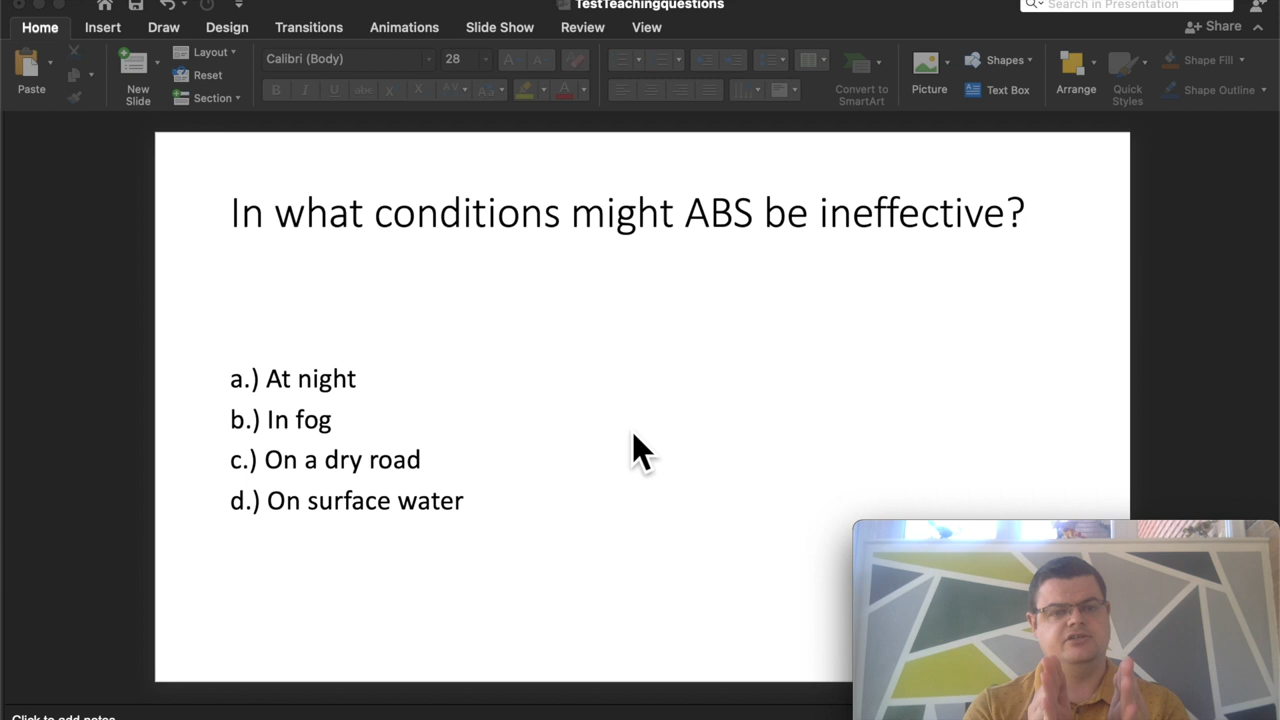 TestTeachingquestions
Search in Presentation
Home Insert Draw Design Transitions Animations Slide Show Review View Share
Paste
New Slide
Layout
Reset
Section
Calibri (Body) 28
B I U abc X X AV Aa A
Convert to SmartArt
Picture
Shapes
Text Box
Arrange
Quick Styles
Shape Fill
Shape Outline
In what conditions might ABS be ineffective?
a.) At night
b.) In fog
c.) On a dry road
d.) On surface water
Click to add notes